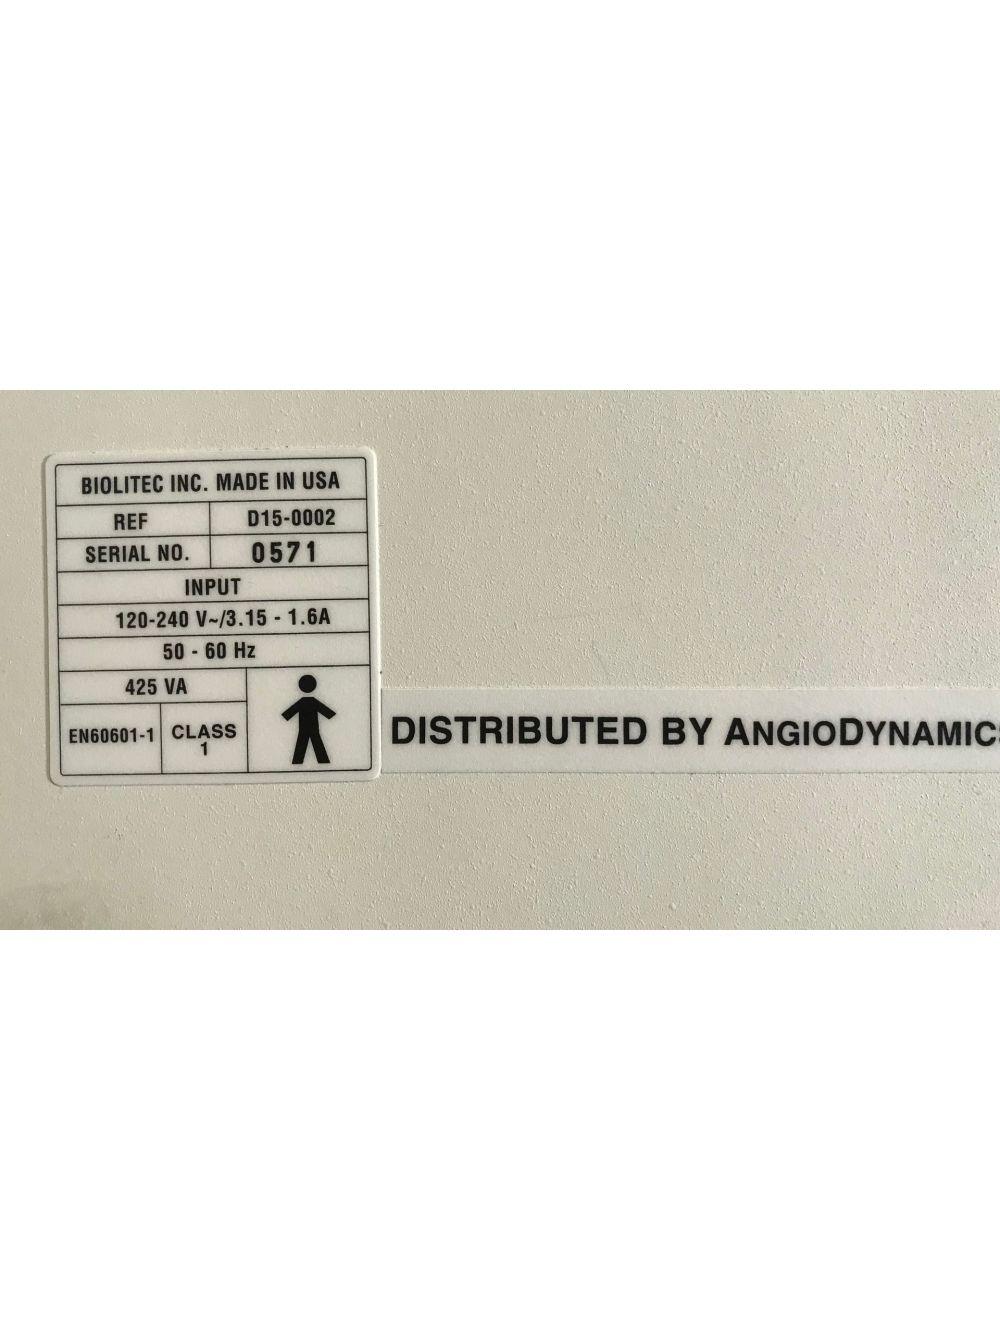 BIOLITEC INC. MADE IN USA
REF D15-0002
SERIAL NO. 0571
INPUT
120-240 V~/3.15 - 1.6A
50 - 60 Hz
425 VA
EN60601-1 CLASS
1
DISTRIBUTED BY ANGIODYNAMICS